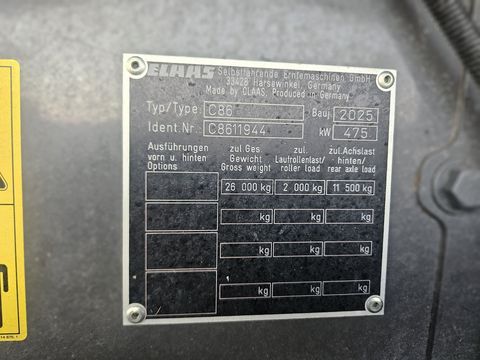 CLAAS Selbstfahrende Erntemaschinen GmbH
33426 Harsewinkel, Germany
Made by CLAAS, Produced in Germany
Typ/Type: C86 Bauj. 2025
Ident.Nr. C8611944 kW 475
Ausführungen vorn u. hinten Options
zul. Ges. Gewicht Gross weight
zul. Laufrollenlast/ roller load
zul. Achslast hinten/ rear axle load
26 000 kg 2 000 kg 11 500 kg
kg kg kg
kg kg kg
kg kg kg